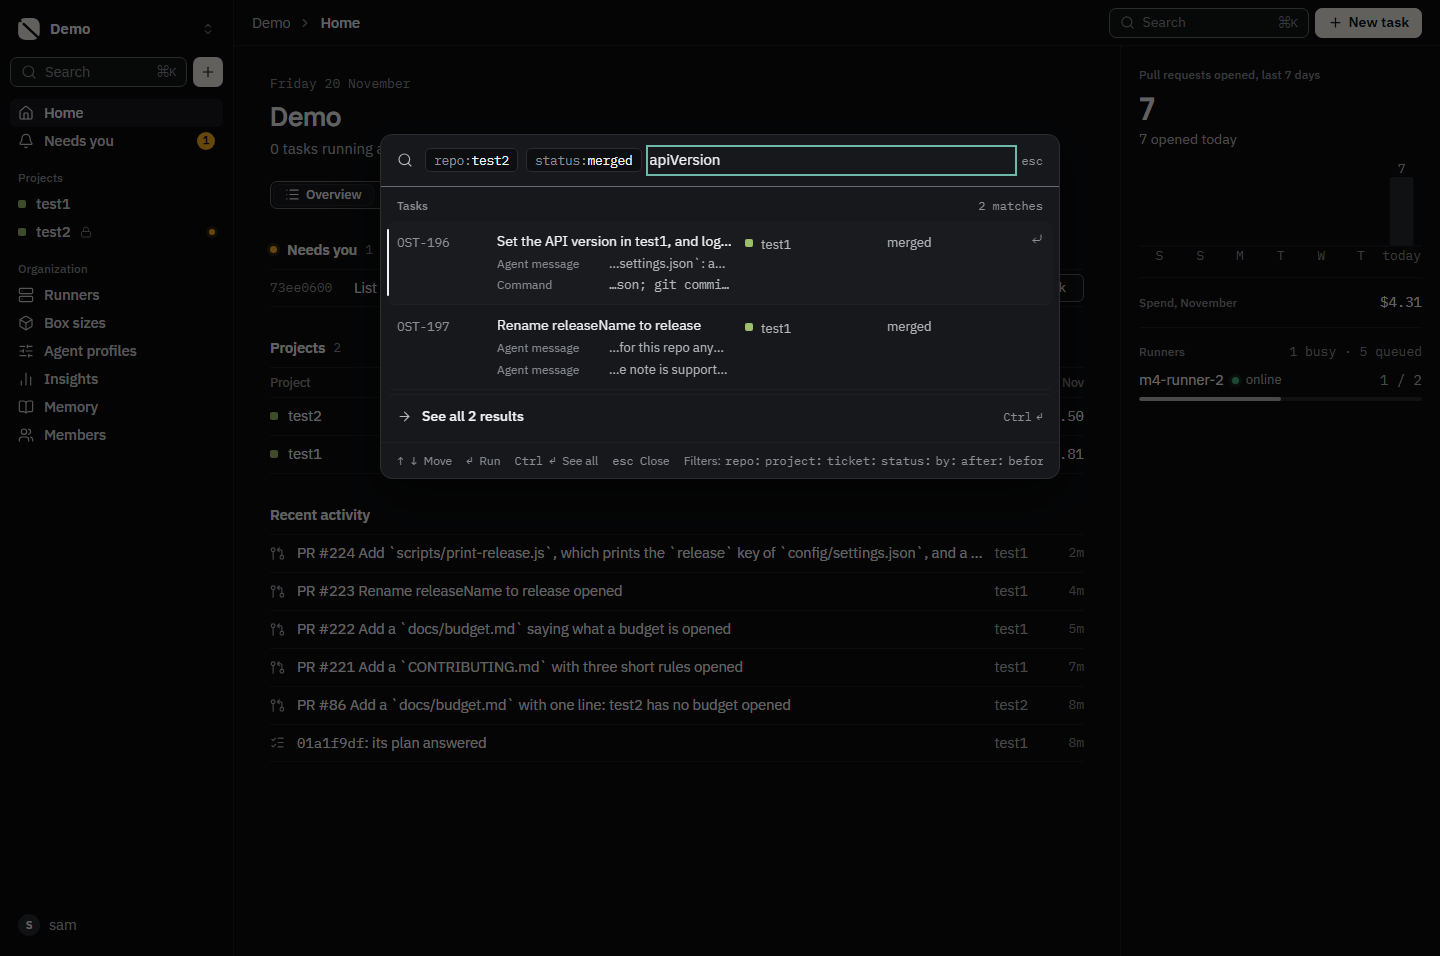 Demo
Search ⌘K
Home
Needs you 1
Projects
test1
test2
Organization
Runners
Box sizes
Agent profiles
Insights
Memory
Members
S sam
Demo > Home
Search ⌘K
+ New task
Friday 20 November
Demo
0 tasks running
Overview
Needs you 1
73ee0600 List
Projects 2
Project
Nov
test2
.50
test1
.81
repo:test2 status:merged apiVersion esc
Tasks 2 matches
OST-196 Set the API version in test1, and log… test1 merged ↵
Agent message …settings.json`: a…
Command …son; git commi…
OST-197 Rename releaseName to release test1 merged
Agent message …for this repo any…
Agent message …e note is support…
→ See all 2 results Ctrl ↵
↑ ↓ Move ↵ Run Ctrl ↵ See all esc Close Filters: repo: project: ticket: status: by: after: befor
Recent activity
PR #224 Add `scripts/print-release.js`, which prints the `release` key of `config/settings.json`, and a … test1 2m
PR #223 Rename releaseName to release opened test1 4m
PR #222 Add a `docs/budget.md` saying what a budget is opened test1 5m
PR #221 Add a `CONTRIBUTING.md` with three short rules opened test1 7m
PR #86 Add a `docs/budget.md` with one line: test2 has no budget opened test2 8m
01a1f9df: its plan answered test1 8m
Pull requests opened, last 7 days
7
7 opened today
7
S S M T W T today
Spend, November $4.31
Runners 1 busy · 5 queued
m4-runner-2 online 1 / 2